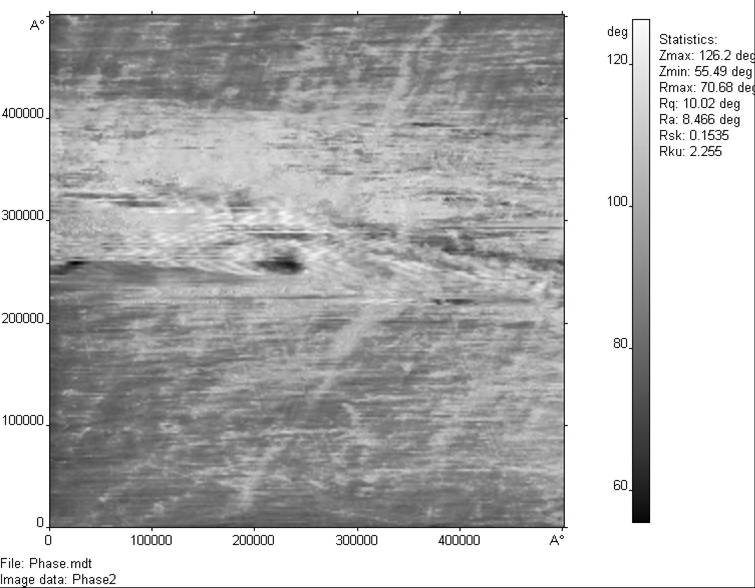 A°
400000
300000
200000
100000
0
0
100000
200000
300000
400000
A°
deg
120
100
80
60
Statistics:
Zmax: 126.2 deg
Zmin: 55.49 deg
Rmax: 70.68 deg
Rq: 10.02 deg
Ra: 8.466 deg
Rsk: 0.1535
Rku: 2.255
File: Phase.mdt
Image data: Phase2